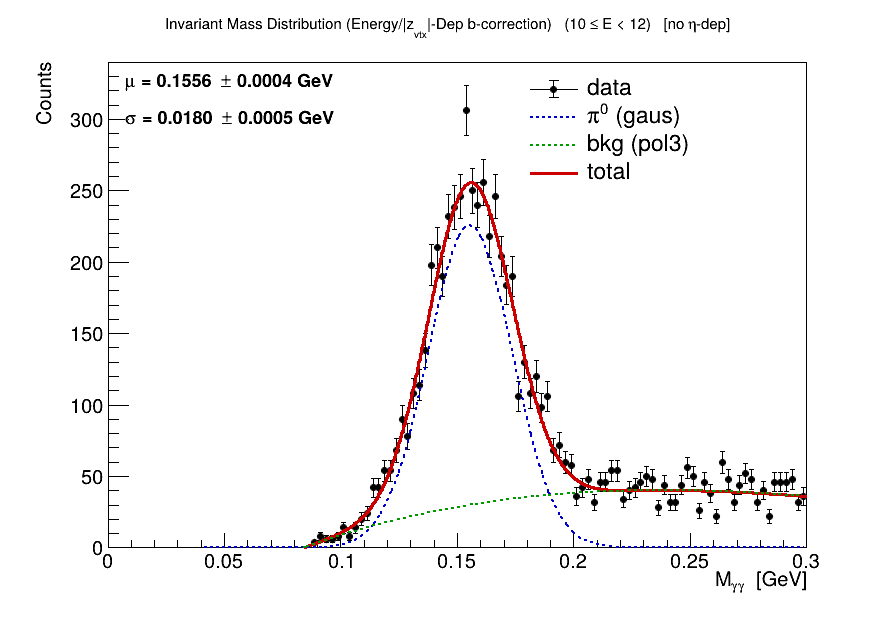 Invariant Mass Distribution (Energy/|z_vtx|-Dep b-correction) (10 ≤ E < 12) [no η-dep]
Counts
μ = 0.1556 ± 0.0004 GeV
σ = 0.0180 ± 0.0005 GeV
data
π⁰ (gaus)
bkg (pol3)
total
300
250
200
150
100
50
0
0 0.05 0.1 0.15 0.2 0.25 0.3
M_γγ [GeV]